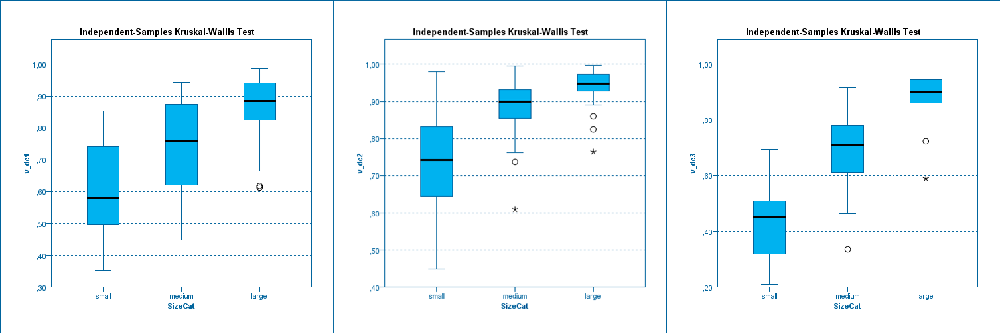 Independent-Samples Kruskal-Wallis Test
1,00
,90
,80
,70
,60
,50
,40
,30
v_dc1
small medium large
SizeCat
Independent-Samples Kruskal-Wallis Test
1,00
,90
,80
,70
,60
,50
,40
v_dc2
small medium large
SizeCat
Independent-Samples Kruskal-Wallis Test
1,00
,80
,60
,40
,20
v_dc3
small medium large
SizeCat